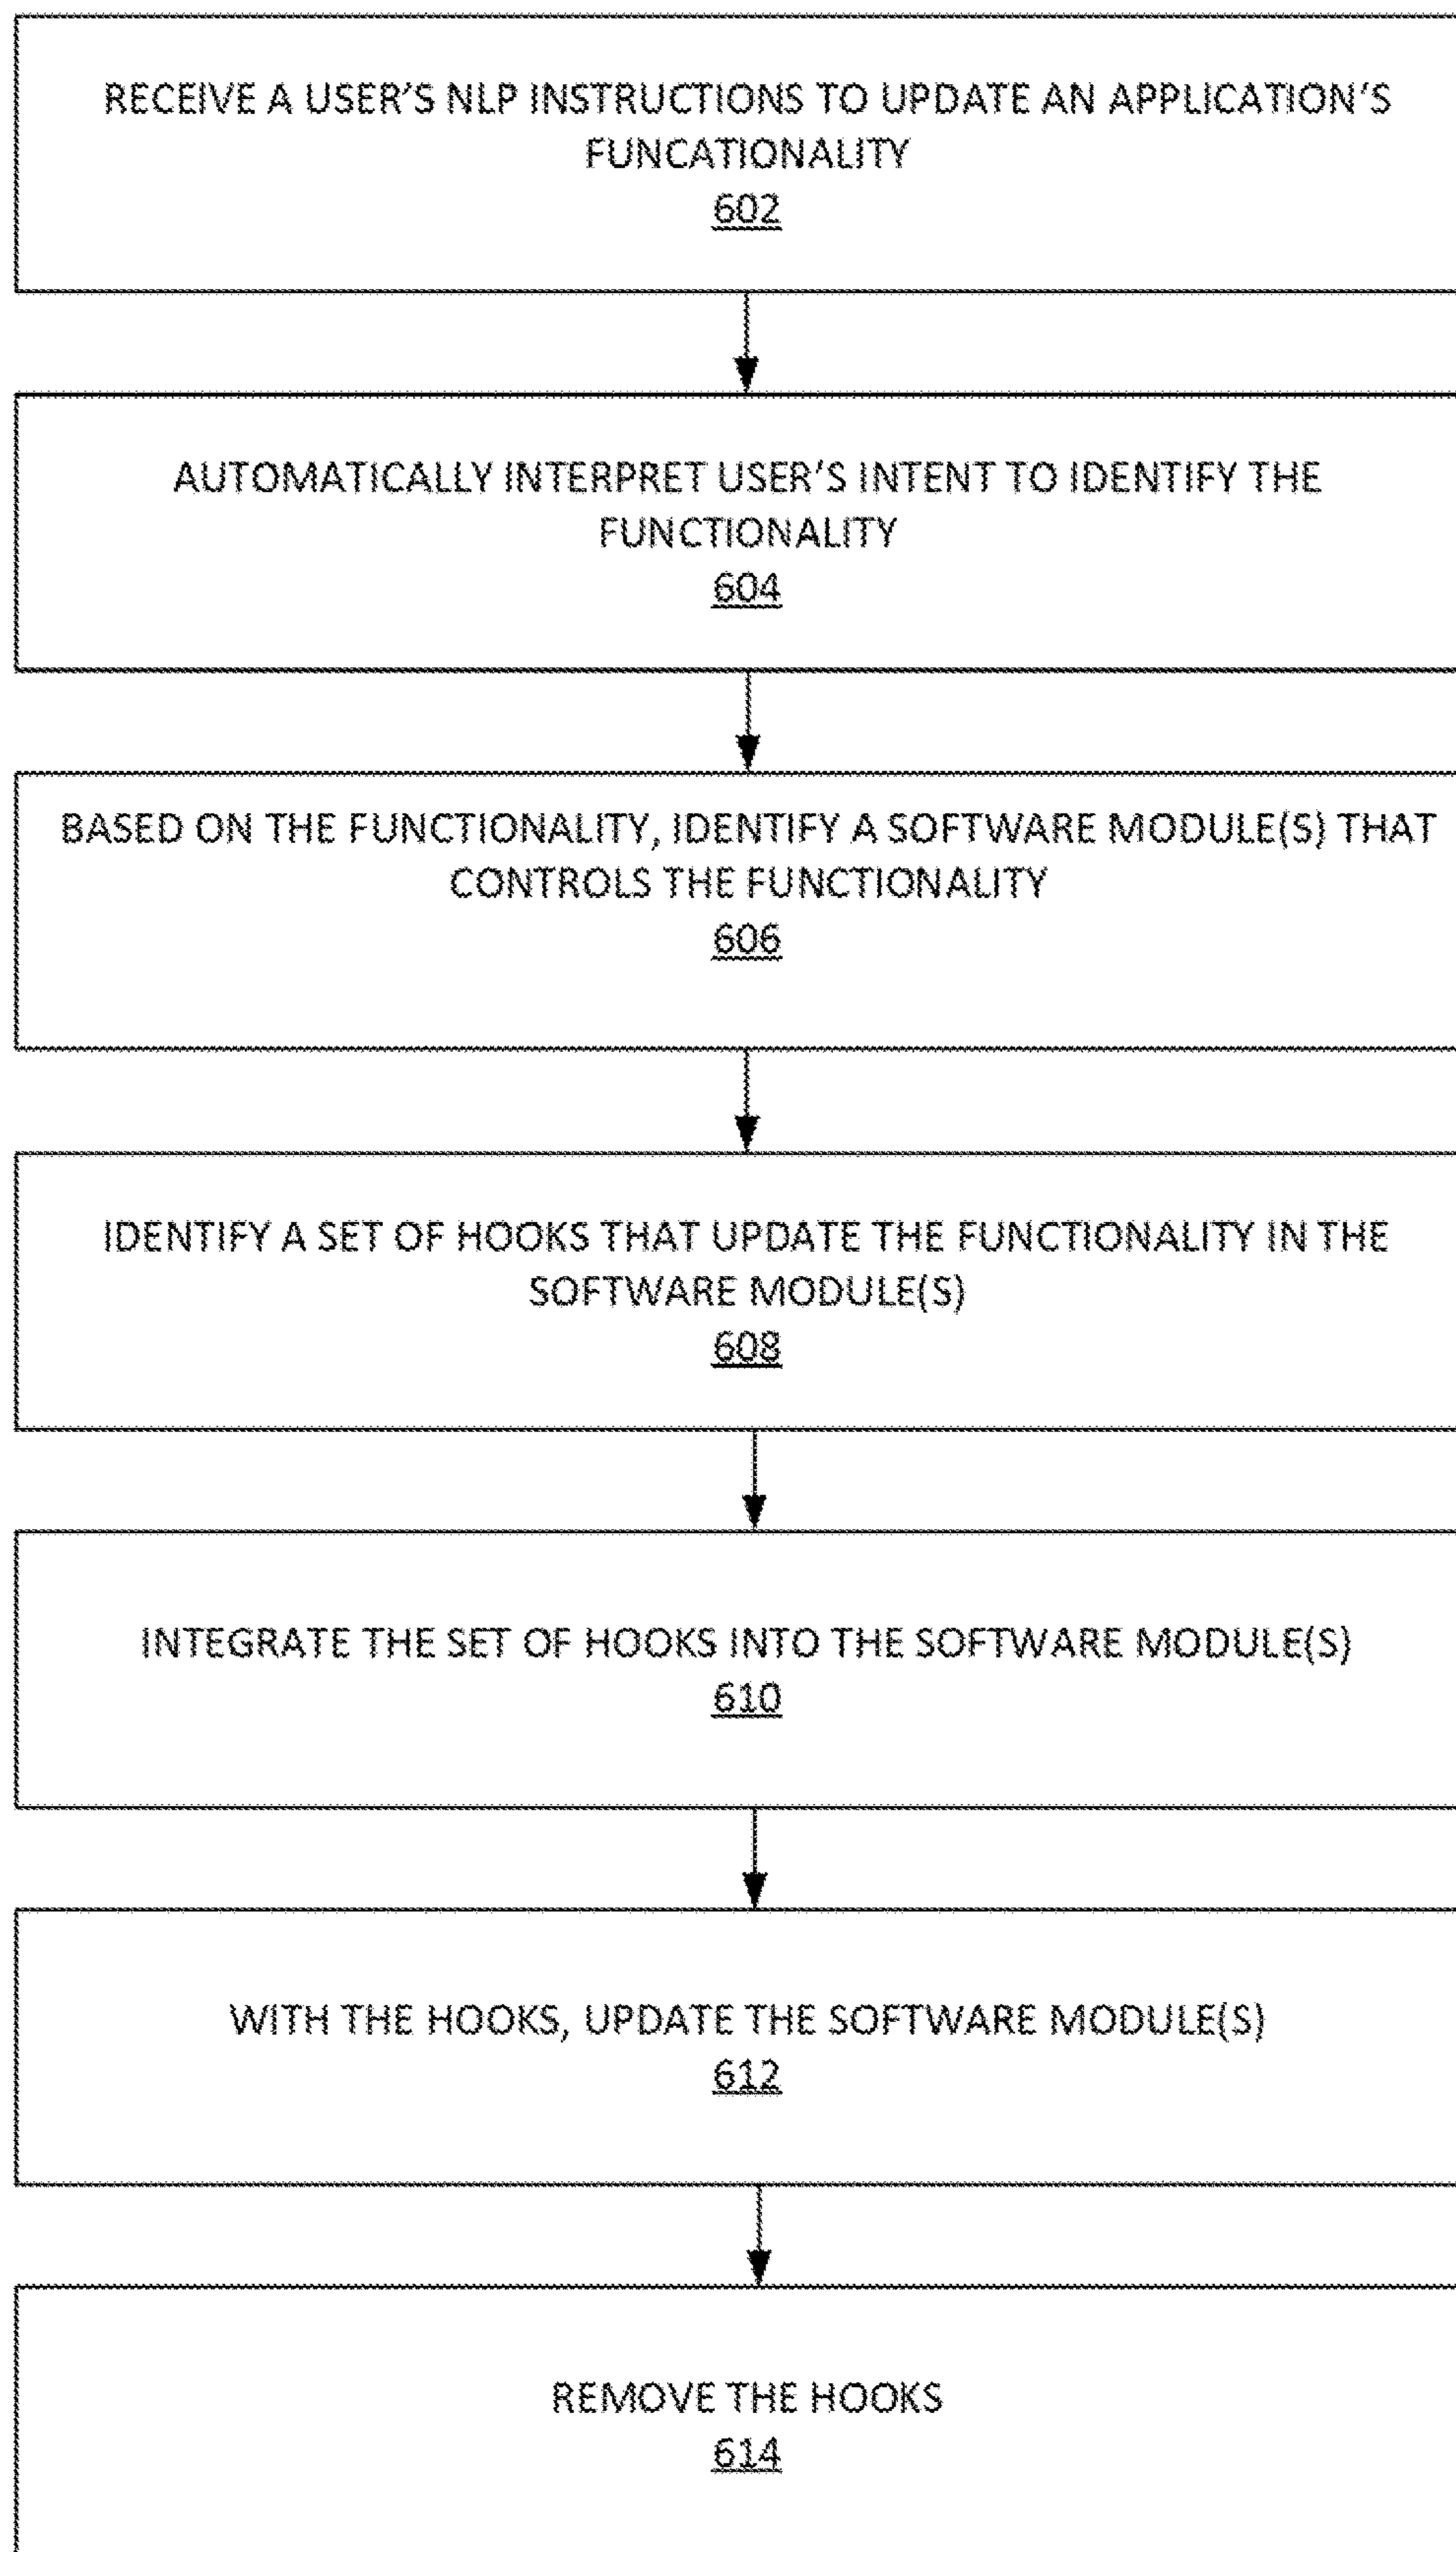 RECEIVE A USER'S NLP INSTRUCTIONS TO UPDATE AN APPLICATION'S
FUNCATIONALITY
602
AUTOMATICALLY INTERPRET USER'S INTENT TO IDENTIFY THE
FUNCTIONALITY
604
BASED ON THE FUNCTIONALITY, IDENTIFY A SOFTWARE MODULE(S) THAT
CONTROLS THE FUNCTIONALITY
606
IDENTIFY A SET OF HOOKS THAT UPDATE THE FUNCTIONALITY IN THE
SOFTWARE MODULE(S)
608
INTEGRATE THE SET OF HOOKS INTO THE SOFTWARE MODULE(S)
610
WITH THE HOOKS, UPDATE THE SOFTWARE MODULE(S)
612
REMOVE THE HOOKS
614